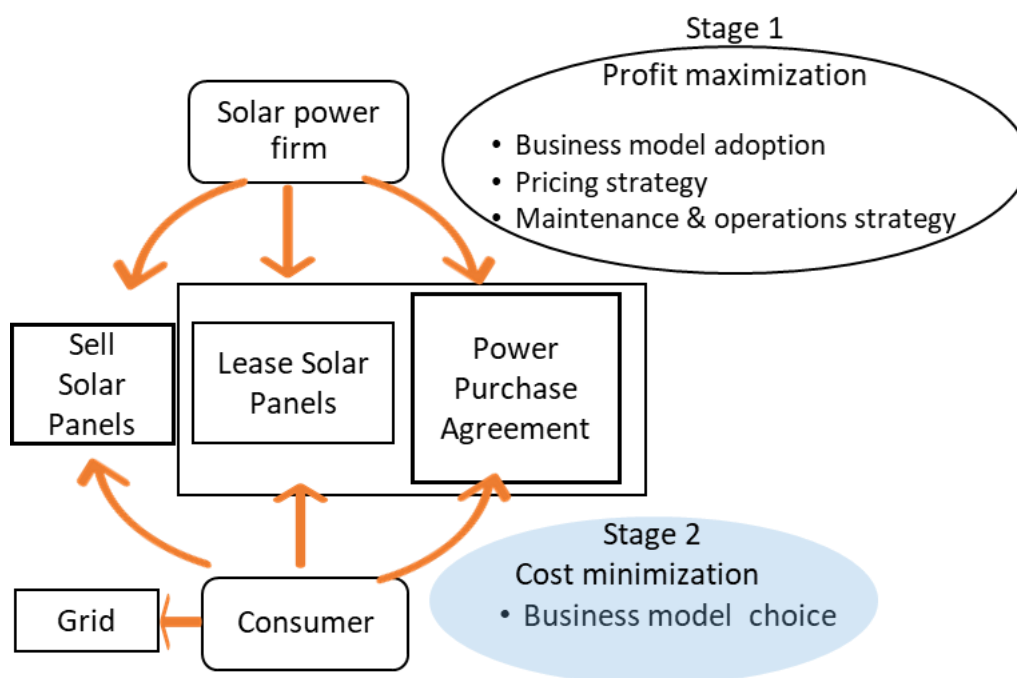 Stage 1
Profit maximization
• Business model adoption
• Pricing strategy
• Maintenance & operations strategy
Solar power
firm
Sell
Solar
Panels
Lease Solar
Panels
Power
Purchase
Agreement
Stage 2
Cost minimization
• Business model choice
Grid
Consumer